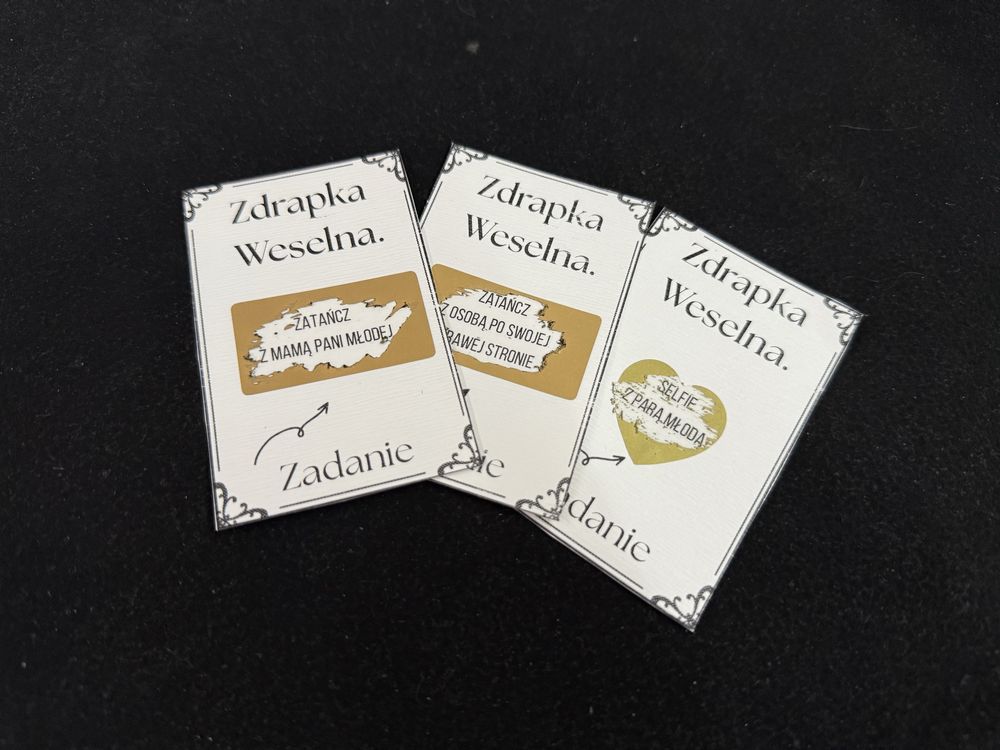 Zdrapka
Weselna.
ZATAŃCZ
Z MAMĄ PANI MŁODEJ
Zadanie
Zdrapka
Weselna.
ZATAŃCZ
Z OSOBĄ PO SWOJEJ
PRAWEJ STRONIE
Zdrapka
Weselna.
SELFIE
Z PARĄ MŁODĄ
Zadanie